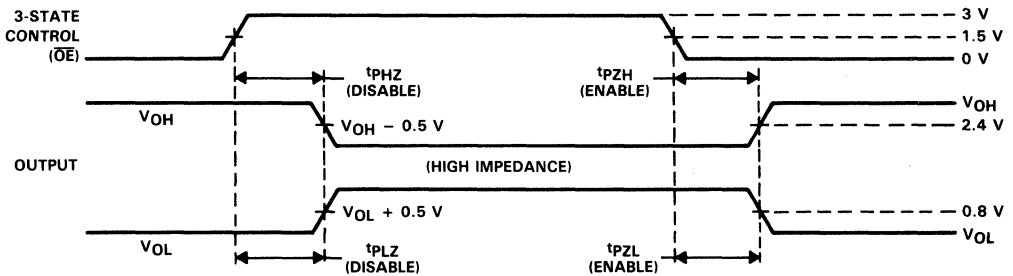 3-STATE
CONTROL
(OE)
3 V
1.5 V
0 V
tPHZ
(DISABLE)
tPZH
(ENABLE)
VOH
VOH − 0.5 V
VOH
2.4 V
OUTPUT
(HIGH IMPEDANCE)
VOL + 0.5 V
0.8 V
VOL
VOL
tPLZ
(DISABLE)
tPZL
(ENABLE)